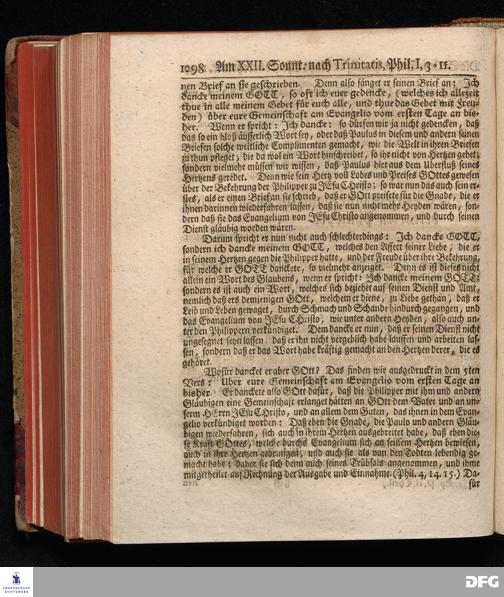 1298 Am XXII. Sonnt. nach Trinitatis, Phil. I, 3-11.
nen Brief an sie geschrieben. Denn also fänget er seinen Brief an: Ich
dancke meinem GOTT, so oft ich eurer gedencke, (welches ich allezeit
thue in alle meinem Gebet für euch alle, und thue das Gebet mit Freu-
den) über eure Gemeinschaft am Evangelio vom ersten Tage an bis-
her. Wenn er spricht: Ich dancke: so dürfen wir ja nicht gedencken, daß
das so ein bloß äusserlich Wort sey, oder daß Paulus in diesem und andern seinen
Briefen solche weltliche Complimenten gemacht, wie die Welt in ihren Briefen
zu thun pfleget, die da wol ein Wort hinschreibet, so ihr nicht von Hertzen gehet;
sondern vielmehr müssen wir wissen, daß Paulus hier aus dem Überfluß seines
Hertzens geredet. Denn wie sein Hertz voll Lobes und Preises GOttes gewesen
über der Bekehrung der Philipper zu JEsu Christo: so war nun das auch sein er-
stes, als er einen Brief an sie schrieb, daß er GOtt preisete für die Gnade, die er
ihnen darinnen wiederfahren lassen, daß sie nun nicht mehr Heyden wären, son-
dern daß sie das Evangelium von JEsu Christo angenommen, und durch seinen
Dienst gläubig worden wären.
Darum spricht er nun nicht auch schlechterdings: Ich dancke GOTT,
sondern ich dancke meinem GOTT, welches den Affect seiner Liebe, die er
in seinem Hertzen gegen die Philipper hatte, und der Freude über ihre Bekehrung,
für welche er GOTT danckete, so vielmehr anzeiget. Denn es ist dieses nicht
allein ein Wort des Glaubens, wenn er spricht: Ich dancke meinem GOTT:
sondern es ist auch ein Wort, welches sich beziehet auf seinen Dienst und Amt,
nemlich daß ers demjenigen GOtt, welchem er diene, zu Liebe gethan, daß er
Leib und Leben gewaget, durch Schmach und Schande hindurch gegangen, und
das Evangelium von JEsu Christo, wie unter andern Heyden, also auch un-
ter den Philippern verkündiget. Dem dancke er nun, daß er seinen Dienst nicht
ungesegnet seyn lassen, daß er ihn nicht vergeblich habe lauffen und arbeiten las-
sen, sondern daß er das Wort habe kräftig gemacht an den Hertzen derer, die es
gehöret.
Wofür dancket er aber GOtt? Das finden wir ausgedruckt in dem 5ten
Vers: Über eure Gemeinschaft am Evangelio vom ersten Tage an
bisher. Er danckete also GOtt dafür, daß die Philipper mit ihm und andern
Gläubigen eine Gemeinschaft erlanget hätten an GOtt dem Vater und an un-
serm HErrn JEsu Christo, und an allem dem Guten, das ihnen in dem Evan-
gelio verkündiget worden: Daß eben die Gnade, die Paulo und andern Gläu-
bigen wiederfahren, sich auch in ihrem Hertzen ausgebreitet habe, daß eben die-
se Kraft GOttes, welche durchs Evangelium sich an seinem Hertzen bewiesen,
auch in ihre Hertzen gedrungen, und auch sie als von den Todten lebendig ge-
macht habe; daher sie sich denn auch seines Trübsals angenommen, und ihme
mitgetheilet auf Rechnung der Ausgabe und Einnahme. (Phil. 4, 14. 15.) Da-
für
FRANCKESCHE
STIFTUNGEN
DFG